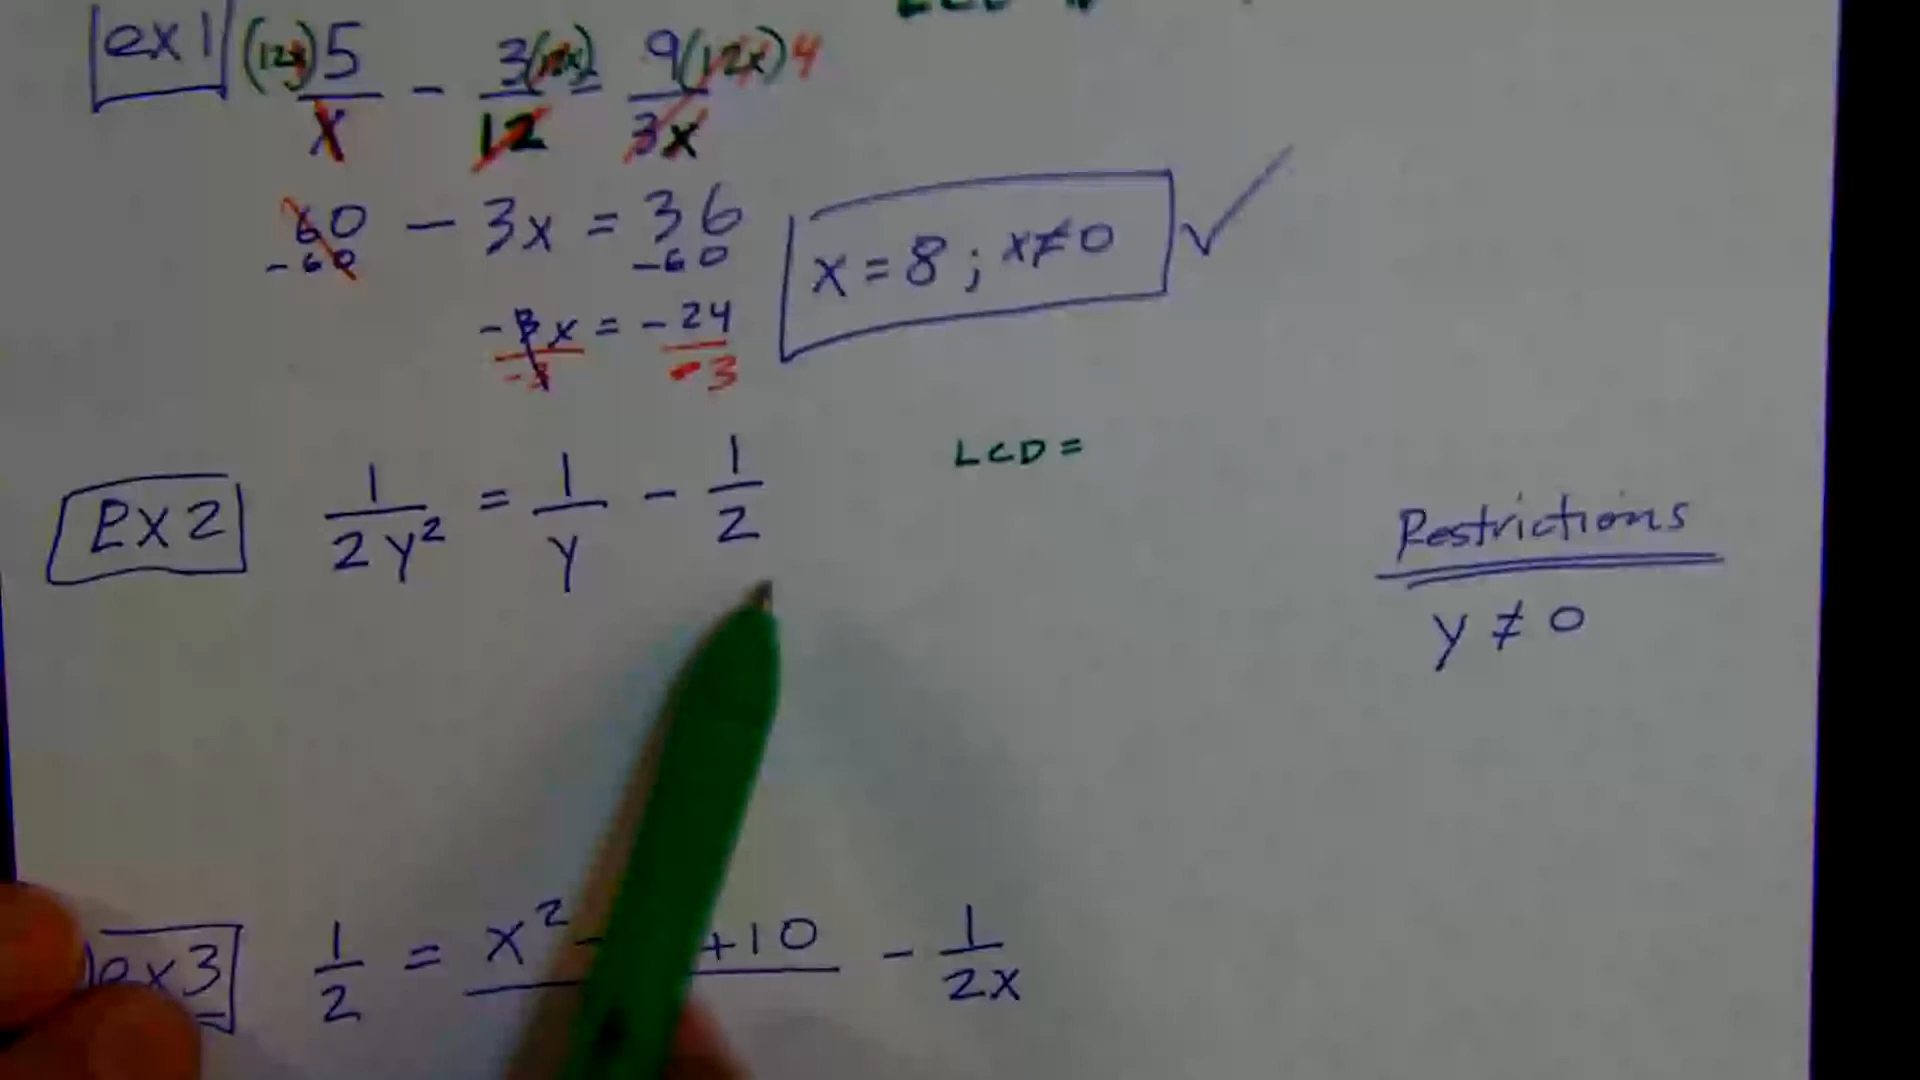 ex1 (12x)5/x - 3(12x)/12 = 9(12x)4/3x
60 - 3x = 36
-60 -60
x = 8 ; x ≠ 0 ✓
-3x = -24
-3 -3
LCD =
ex2 1/2y² = 1/y - 1/2
Restrictions
y ≠ 0
ex3 1/2 = x² - +10 - 1/2x